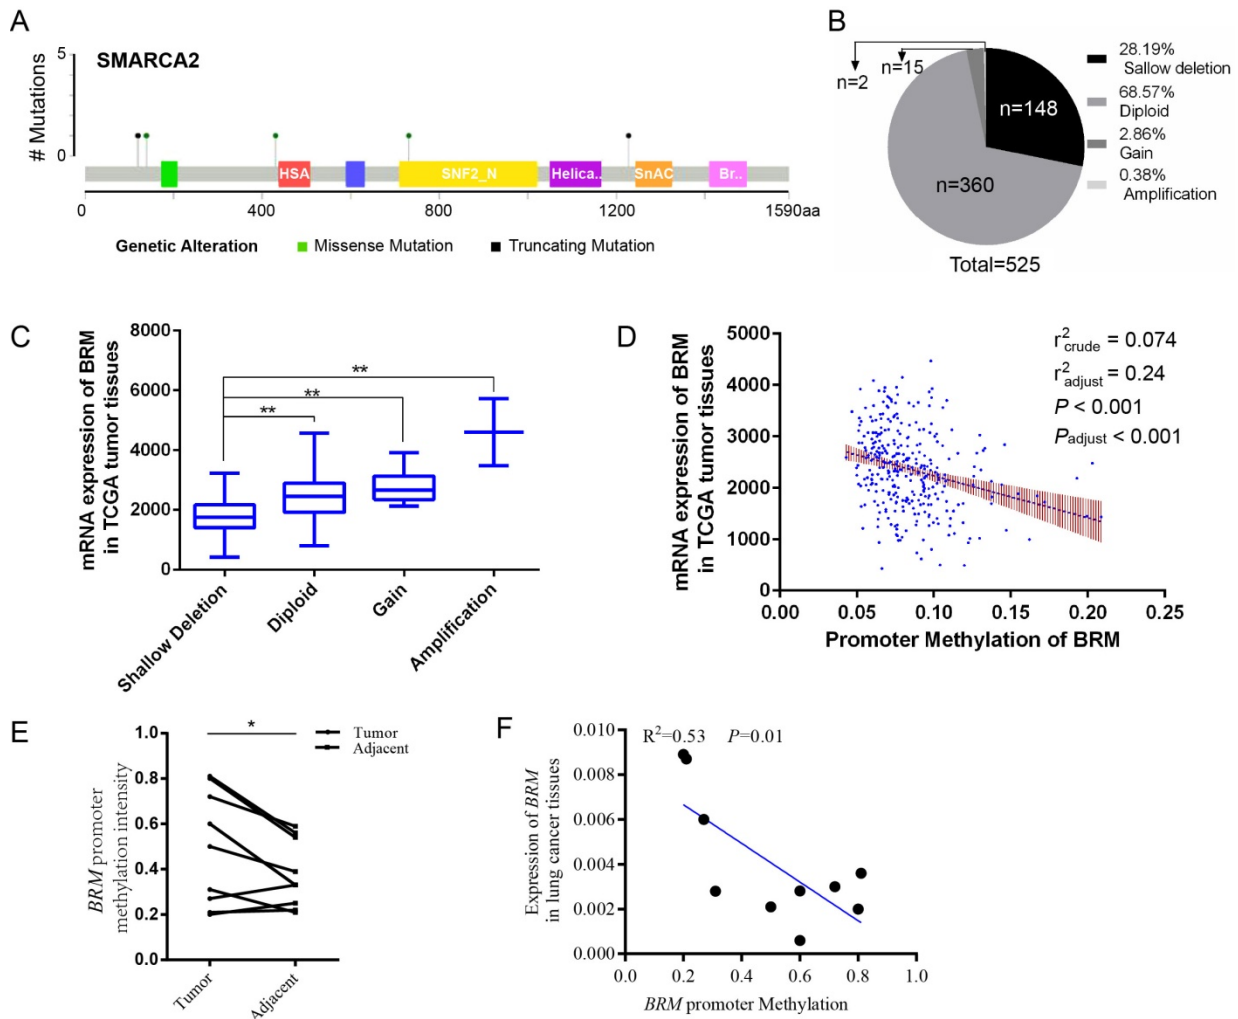 A
SMARCA2
# Mutations
5
0
HSA
SNF2_N
Helica..
SnAC
Br..
0
400
800
1200
1590aa
Genetic Alteration
Missense Mutation
Truncating Mutation
B
n=2
n=15
n=148
n=360
Total=525
28.19%
Sallow deletion
68.57%
Diploid
2.86%
Gain
0.38%
Amplification
C
mRNA expression of BRM
in TCGA tumor tissues
8000
6000
4000
2000
0
**
**
**
Shallow Deletion
Diploid
Gain
Amplification
D
mRNA expression of BRM
in TCGA tumor tissues
5000
4000
3000
2000
1000
0
0.00
0.05
0.10
0.15
0.20
0.25
Promoter Methylation of BRM
r²crude = 0.074
r²adjust = 0.24
P < 0.001
Padjust < 0.001
E
BRM promoter
methylation intensity
1.0
0.8
0.6
0.4
0.2
0.0
*
Tumor
Adjacent
Tumor
Adjacent
F
Expression of BRM
in lung cancer tissues
0.010
0.008
0.006
0.004
0.002
0.000
R²=0.53 P=0.01
0.0
0.2
0.4
0.6
0.8
1.0
BRM promoter Methylation